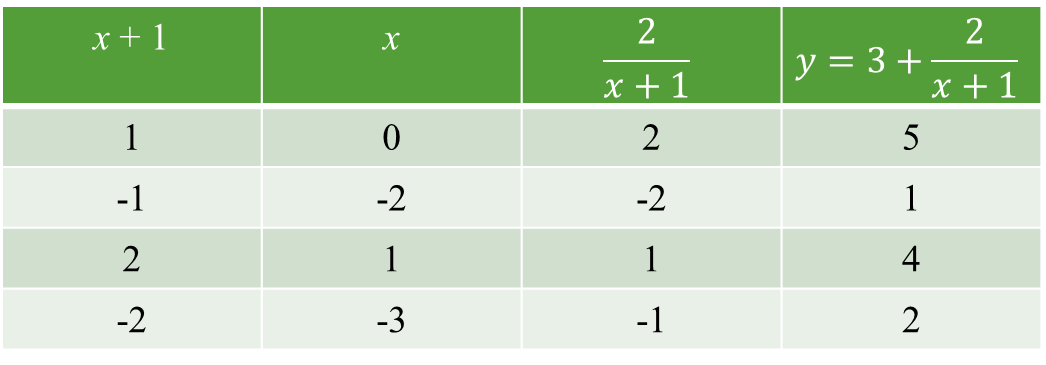 x + 1 x 2/(x + 1) y = 3 + 2/(x + 1)
1 0 2 5
-1 -2 -2 1
2 1 1 4
-2 -3 -1 2